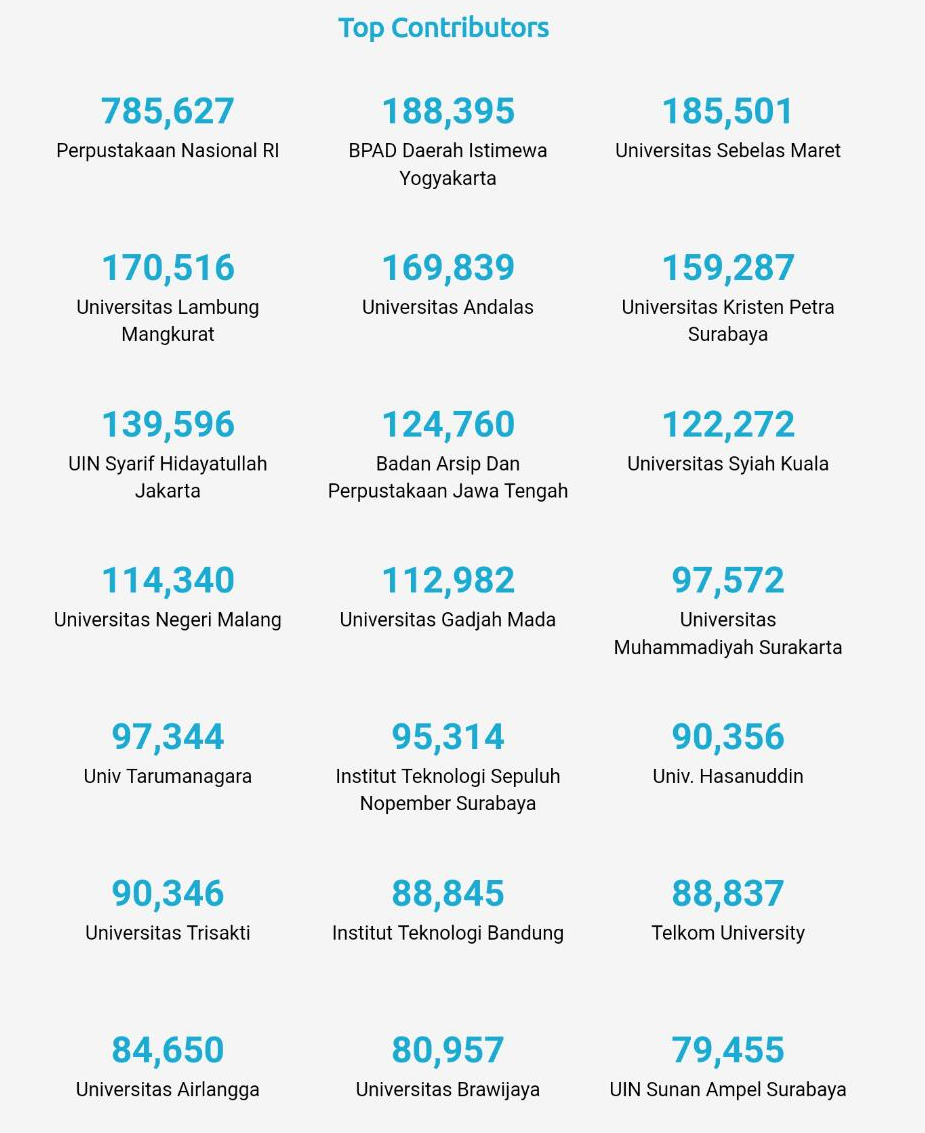 Top Contributors
785,627
Perpustakaan Nasional RI
188,395
BPAD Daerah Istimewa
Yogyakarta
185,501
Universitas Sebelas Maret
170,516
Universitas Lambung
Mangkurat
169,839
Universitas Andalas
159,287
Universitas Kristen Petra
Surabaya
139,596
UIN Syarif Hidayatullah
Jakarta
124,760
Badan Arsip Dan
Perpustakaan Jawa Tengah
122,272
Universitas Syiah Kuala
114,340
Universitas Negeri Malang
112,982
Universitas Gadjah Mada
97,572
Universitas
Muhammadiyah Surakarta
97,344
Univ Tarumanagara
95,314
Institut Teknologi Sepuluh
Nopember Surabaya
90,356
Univ. Hasanuddin
90,346
Universitas Trisakti
88,845
Institut Teknologi Bandung
88,837
Telkom University
84,650
Universitas Airlangga
80,957
Universitas Brawijaya
79,455
UIN Sunan Ampel Surabaya